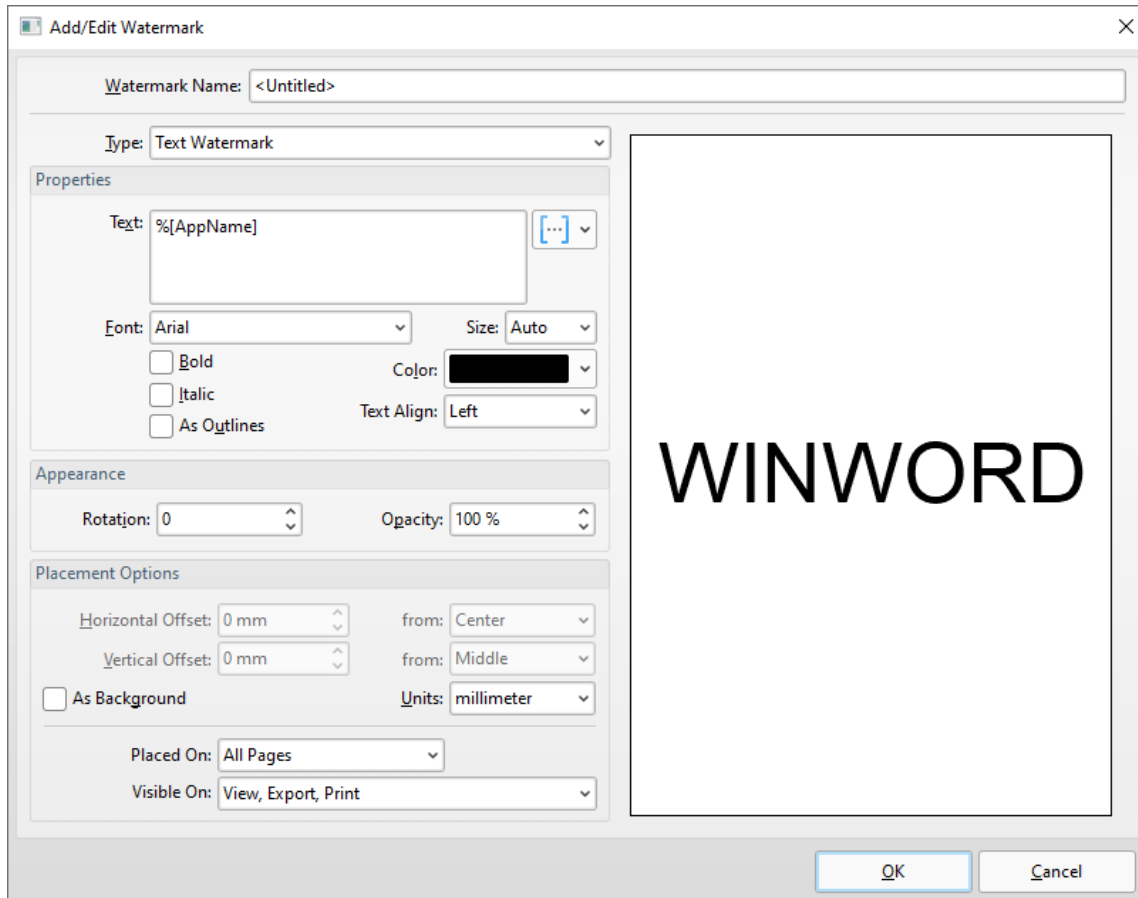 Add/Edit Watermark
Watermark Name: <Untitled>
Type: Text Watermark
Properties
Text: %[AppName]
[...]
Font: Arial Size: Auto
Bold
Color:
Italic
Text Align: Left
As Outlines
Appearance
Rotation: 0 Opacity: 100 %
Placement Options
Horizontal Offset: 0 mm from: Center
Vertical Offset: 0 mm from: Middle
As Background Units: millimeter
Placed On: All Pages
Visible On: View, Export, Print
WINWORD
OK Cancel